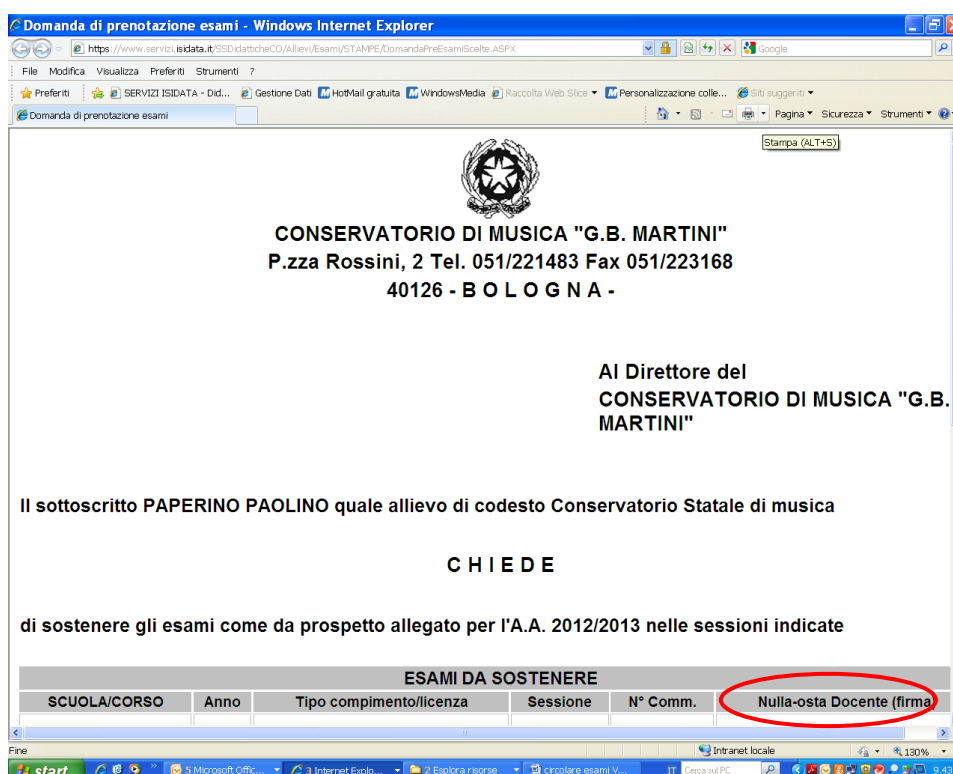 Domanda di prenotazione esami - Windows Internet Explorer
https://www.servizi.isidata.it/SSDidatticheCO/Allievi/Esami/STAMPE/DomandaPreEsamiScelte.ASPX
Google
File Modifica Visualizza Preferiti Strumenti ?
Preferiti SERVIZI ISIDATA - Did... Gestione Dati HotMail gratuita WindowsMedia Raccolta Web Slice Personalizzazione colle... Siti suggeriti
Domanda di prenotazione esami
Pagina Sicurezza Strumenti
Stampa (ALT+S)
CONSERVATORIO DI MUSICA "G.B. MARTINI"
P.zza Rossini, 2 Tel. 051/221483 Fax 051/223168
40126 - B O L O G N A -
Al Direttore del
CONSERVATORIO DI MUSICA "G.B.
MARTINI"
Il sottoscritto PAPERINO PAOLINO quale allievo di codesto Conservatorio Statale di musica
C H I E D E
di sostenere gli esami come da prospetto allegato per l'A.A. 2012/2013 nelle sessioni indicate
ESAMI DA SOSTENERE
SCUOLA/CORSO Anno Tipo compimento/licenza Sessione N° Comm. Nulla-osta Docente (firma)
Fine
Intranet locale
130%
start 5 Microsoft Offic... 3 Internet Explo... 2 Esplora risorse circolare esami V... IT Cerca sul PC 9.43